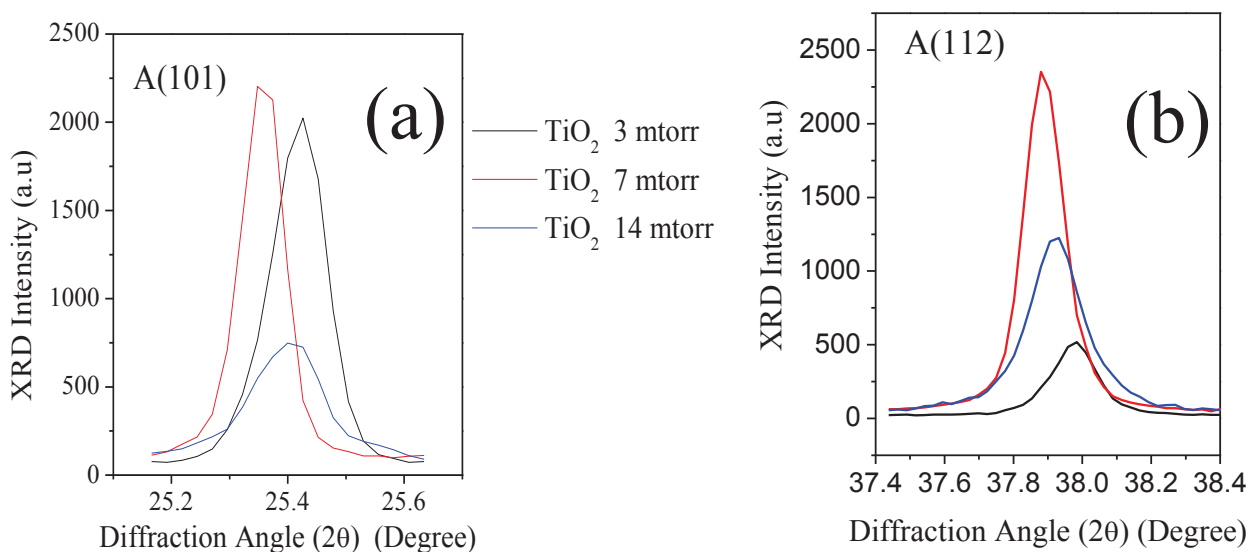 A(101)
(a)
2500
2000
1500
1000
500
0
XRD Intensity (a.u)
25.2 25.4 25.6
Diffraction Angle (2θ) (Degree)
TiO₂ 3 mtorr
TiO₂ 7 mtorr
TiO₂ 14 mtorr
A(112)
(b)
2500
2000
1500
1000
500
0
XRD Intensity (a.u)
37.4 37.6 37.8 38.0 38.2 38.4
Diffraction Angle (2θ) (Degree)